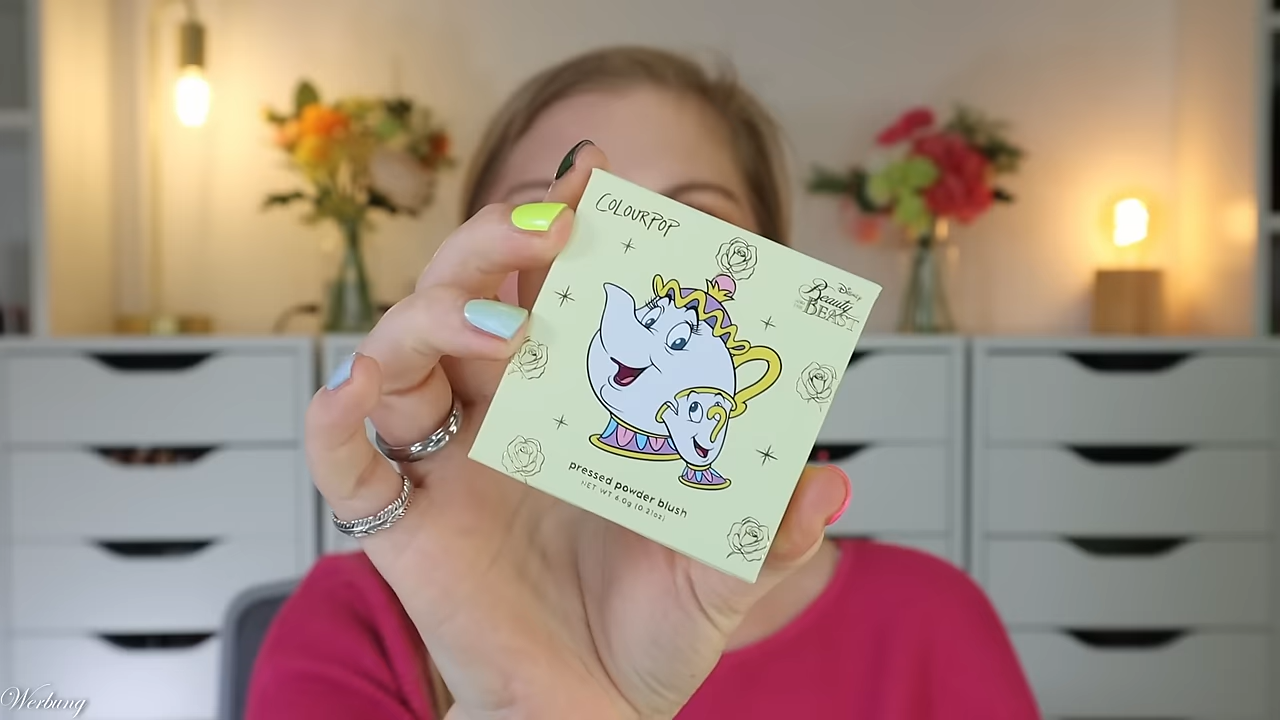 COLOURPOP
Disney
Beauty
AND THE
BEAST
pressed powder blush
NET WT 6.0g (0.21oz)
Werbung